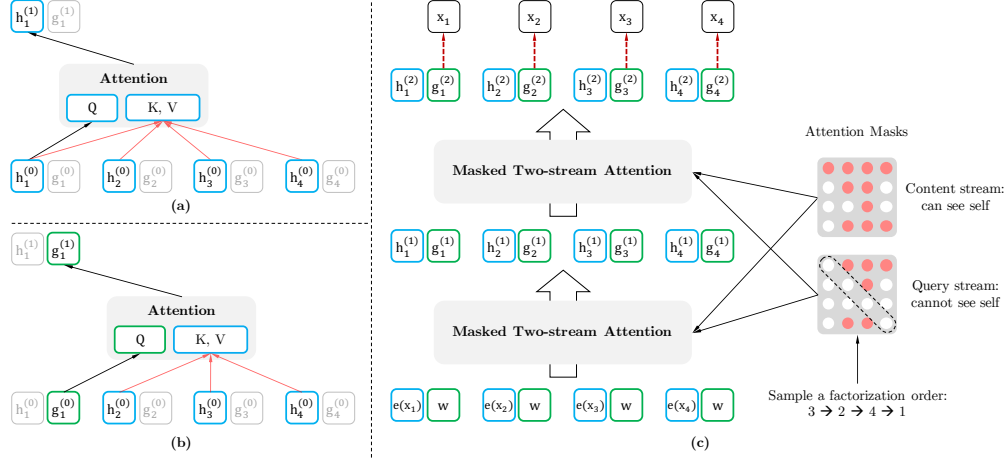 h₁⁽¹⁾ g₁⁽¹⁾
Attention
Q K, V
h₁⁽⁰⁾ g₁⁽⁰⁾ h₂⁽⁰⁾ g₂⁽⁰⁾ h₃⁽⁰⁾ g₃⁽⁰⁾ h₄⁽⁰⁾ g₄⁽⁰⁾
(a)
h₁⁽¹⁾ g₁⁽¹⁾
Attention
Q K, V
h₁⁽⁰⁾ g₁⁽⁰⁾ h₂⁽⁰⁾ g₂⁽⁰⁾ h₃⁽⁰⁾ g₃⁽⁰⁾ h₄⁽⁰⁾ g₄⁽⁰⁾
(b)
x₁ x₂ x₃ x₄
h₁⁽²⁾ g₁⁽²⁾ h₂⁽²⁾ g₂⁽²⁾ h₃⁽²⁾ g₃⁽²⁾ h₄⁽²⁾ g₄⁽²⁾
Masked Two-stream Attention
h₁⁽¹⁾ g₁⁽¹⁾ h₂⁽¹⁾ g₂⁽¹⁾ h₃⁽¹⁾ g₃⁽¹⁾ h₄⁽¹⁾ g₄⁽¹⁾
Masked Two-stream Attention
e(x₁) w e(x₂) w e(x₃) w e(x₄) w
(c)
Attention Masks
Content stream:
can see self
Query stream:
cannot see self
Sample a factorization order:
3 → 2 → 4 → 1